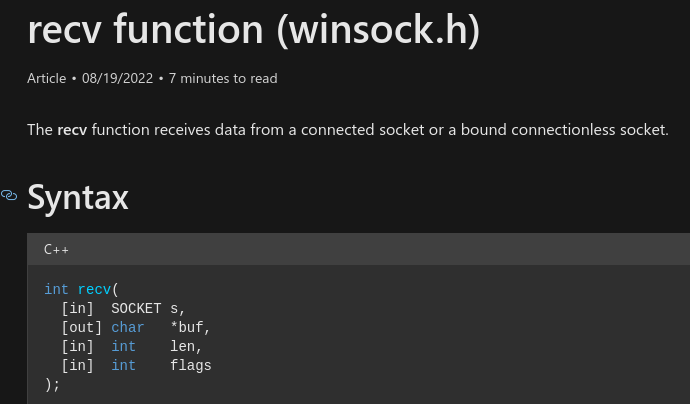 recv function (winsock.h)
Article • 08/19/2022 • 7 minutes to read
The recv function receives data from a connected socket or a bound connectionless socket.
Syntax
C++
int recv(
  [in]  SOCKET s,
  [out] char   *buf,
  [in]  int    len,
  [in]  int    flags
);